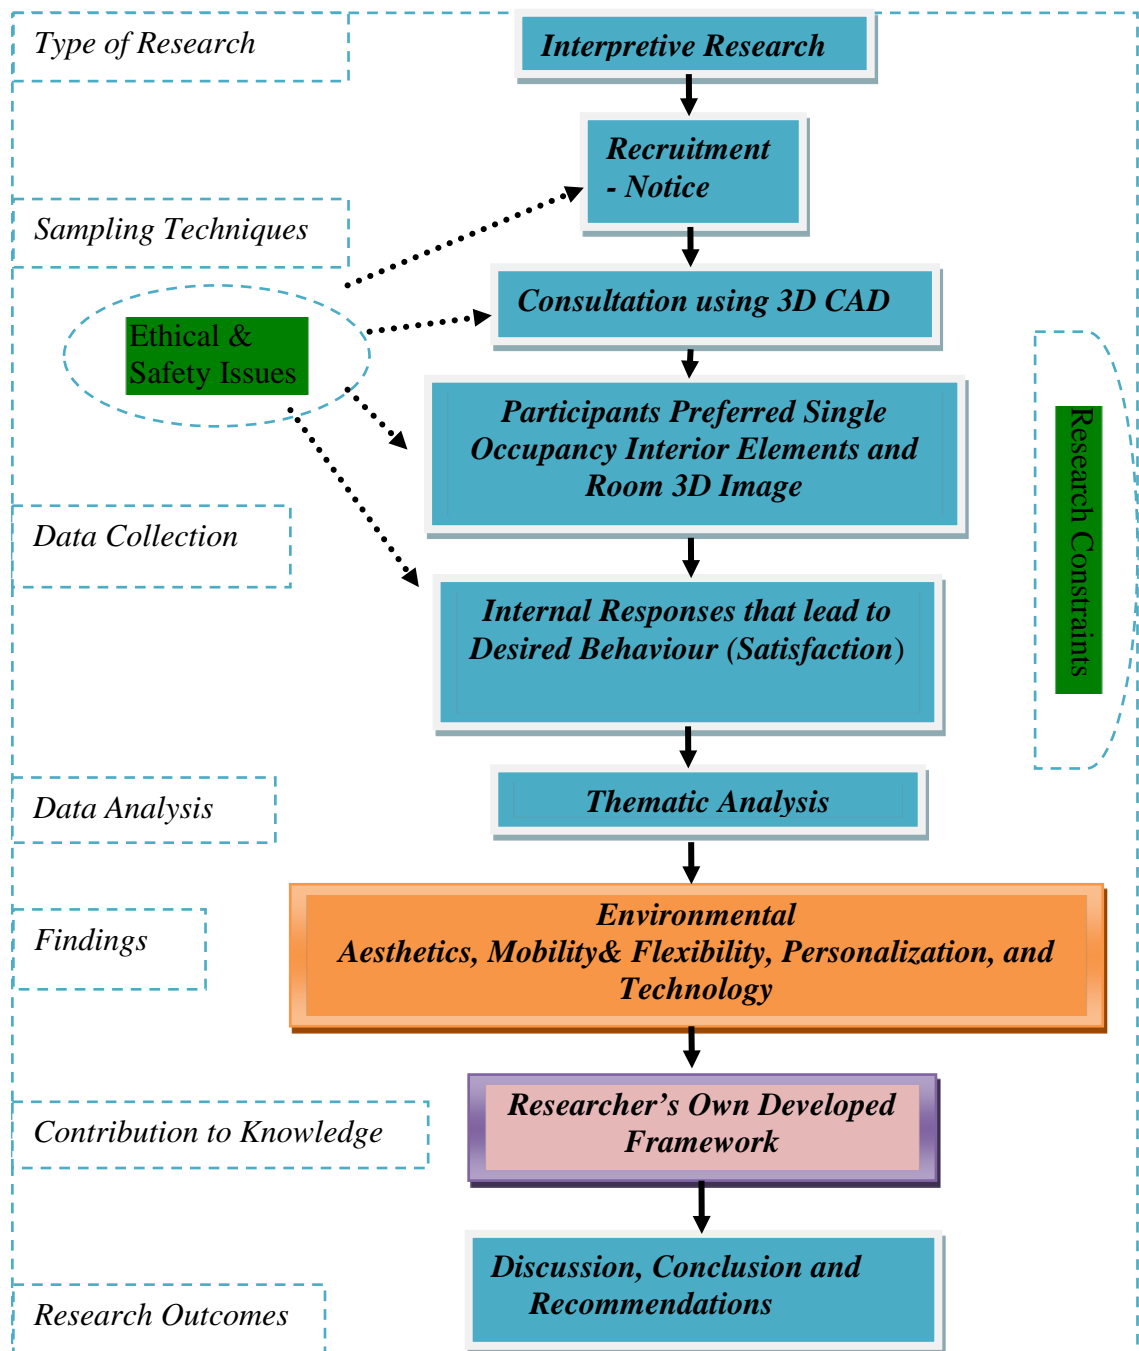 Type of Research
Interpretive Research
Recruitment
- Notice
Sampling Techniques
Consultation using 3D CAD
Ethical &
Safety Issues
Participants Preferred Single
Occupancy Interior Elements and
Room 3D Image
Research Constraints
Data Collection
Internal Responses that lead to
Desired Behaviour (Satisfaction)
Data Analysis
Thematic Analysis
Findings
Environmental
Aesthetics, Mobility& Flexibility, Personalization, and
Technology
Contribution to Knowledge
Researcher’s Own Developed
Framework
Discussion, Conclusion and
Recommendations
Research Outcomes